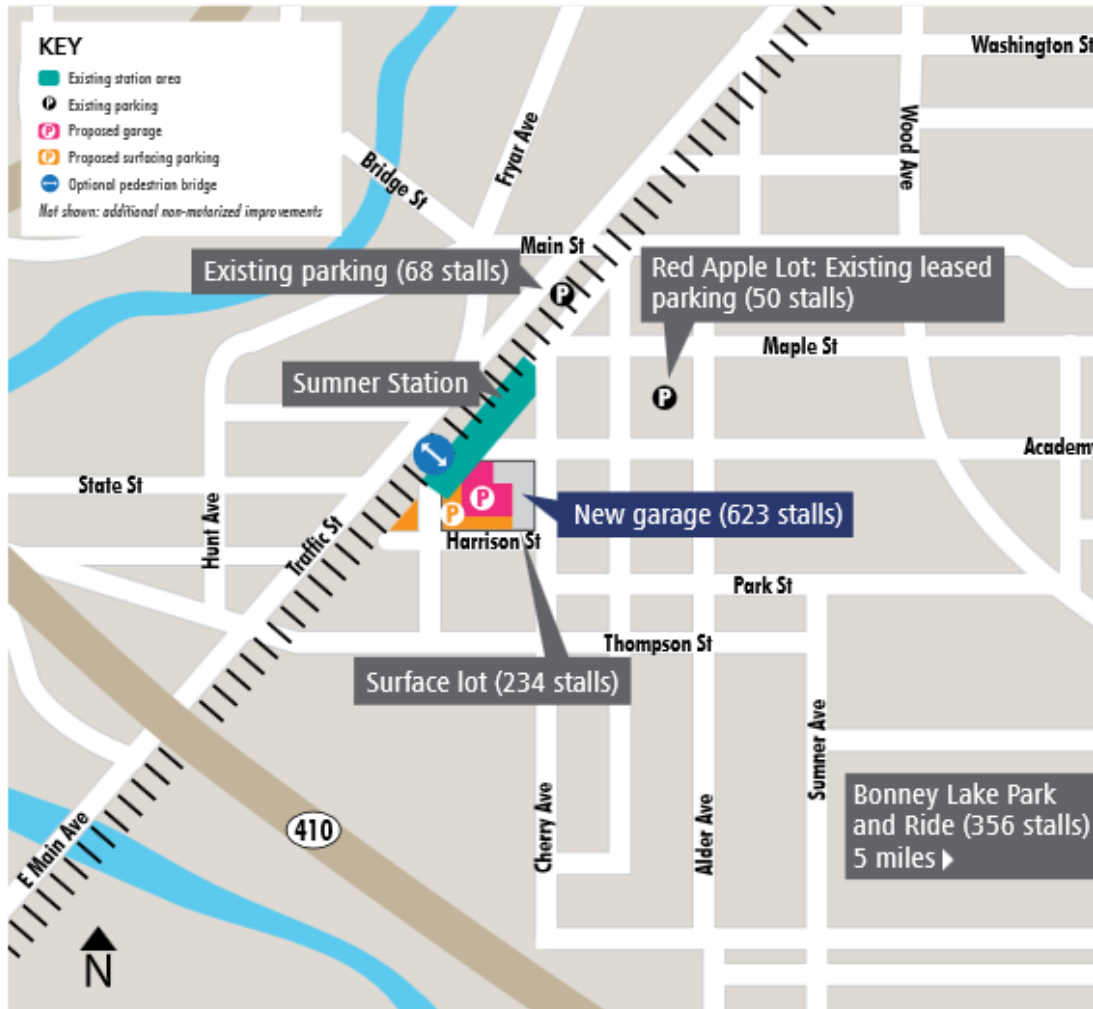 KEY
Existing station area
P Existing parking
P Proposed garage
P Proposed surfacing parking
Optional pedestrian bridge
Not shown: additional non-motorized improvements
Washington St
Wood Ave
Fryar Ave
Bridge St
Main St
Existing parking (68 stalls)
P
Red Apple Lot: Existing leased
parking (50 stalls)
Maple St
Sumner Station
P
Academy
State St
Hunt Ave
Traffic St
P
P
New garage (623 stalls)
Harrison St
Park St
Thompson St
Surface lot (234 stalls)
Sumner Ave
Cherry Ave
Alder Ave
Bonney Lake Park
and Ride (356 stalls)
5 miles
410
E Main Ave
N